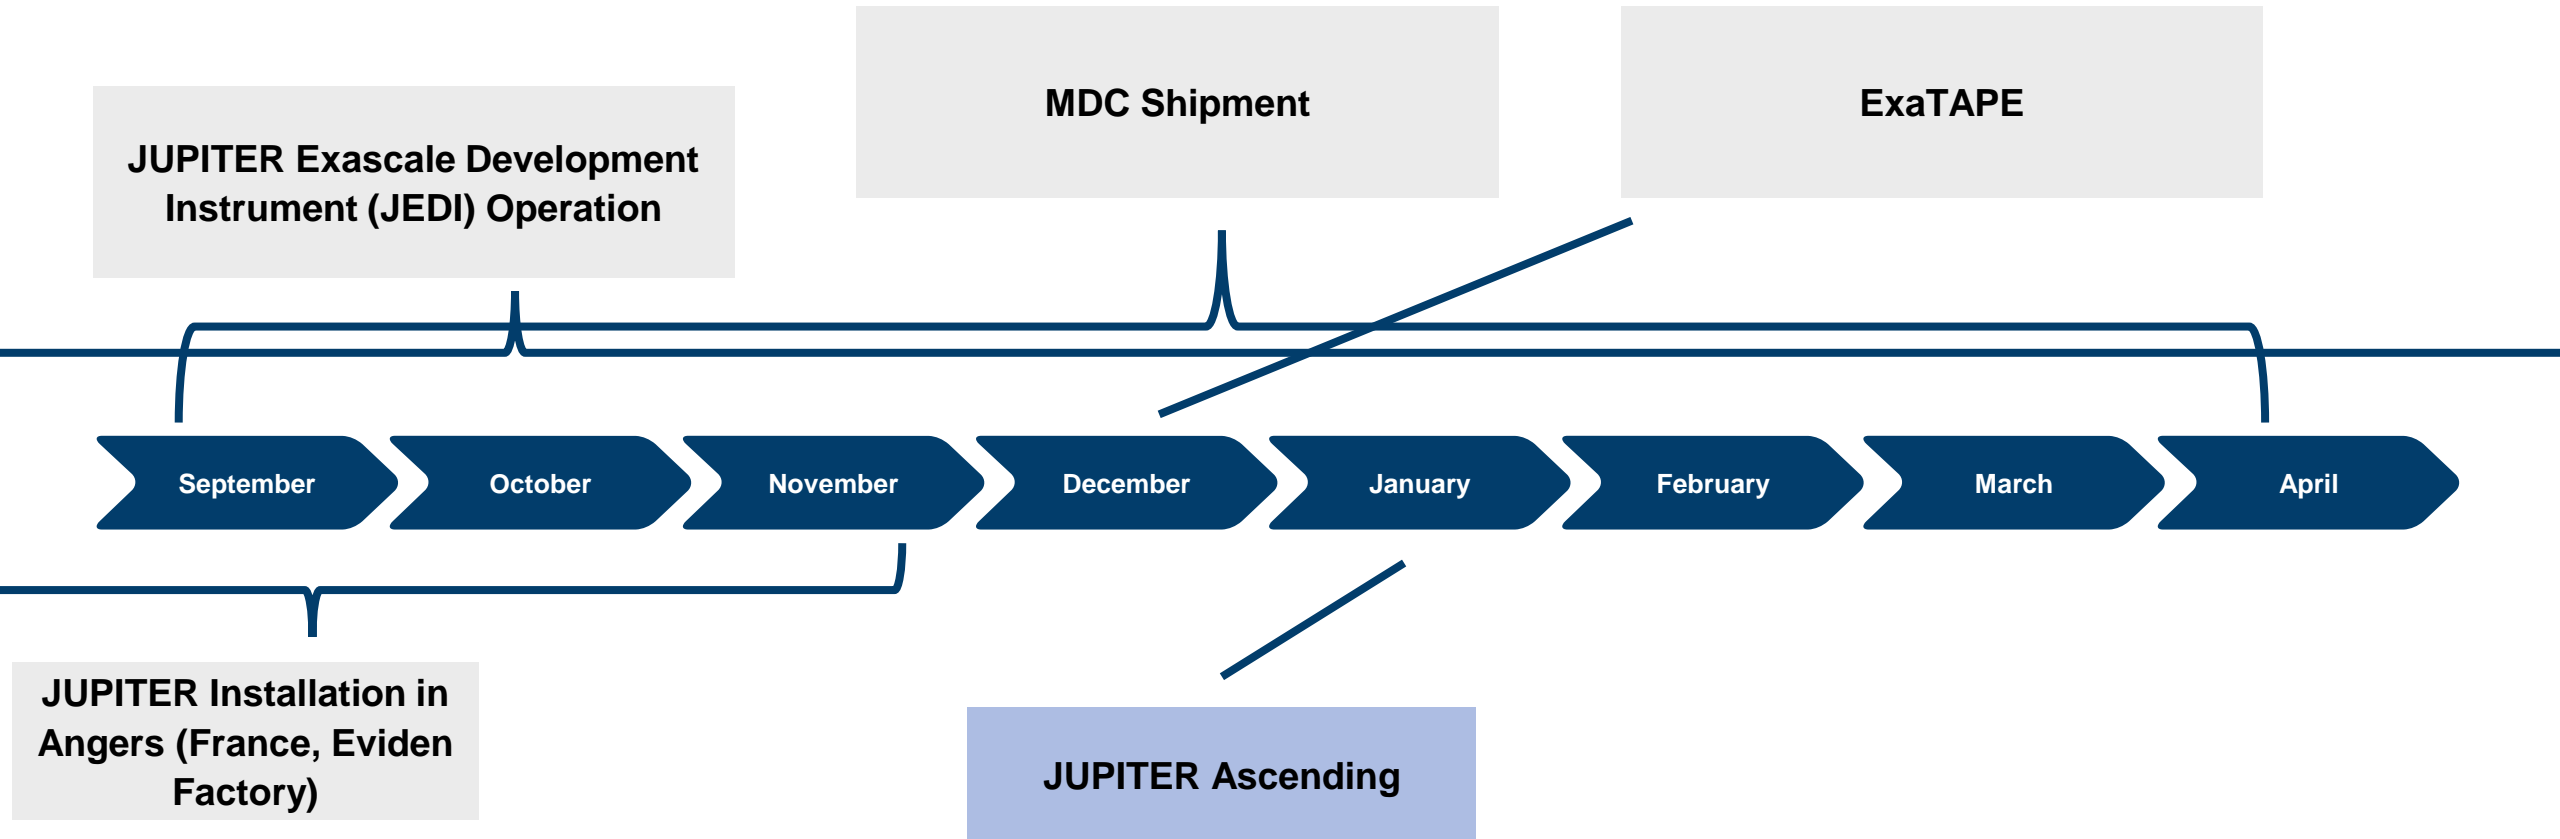 MDC Shipment
ExaTAPE
JUPITER Exascale Development
Instrument (JEDI) Operation
September
October
November
December
January
February
March
April
JUPITER Installation in
Angers (France, Eviden
Factory)
JUPITER Ascending